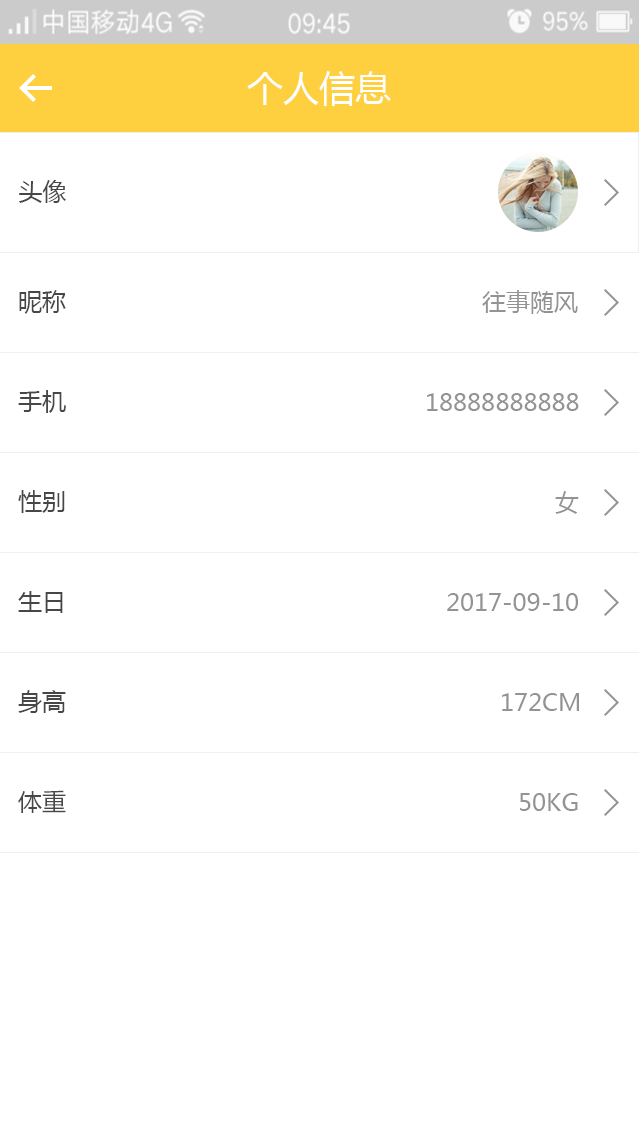 中国移动4G 09:45 95%
个人信息
头像
昵称 往事随风
手机 18888888888
性别 女
生日 2017-09-10
身高 172CM
体重 50KG